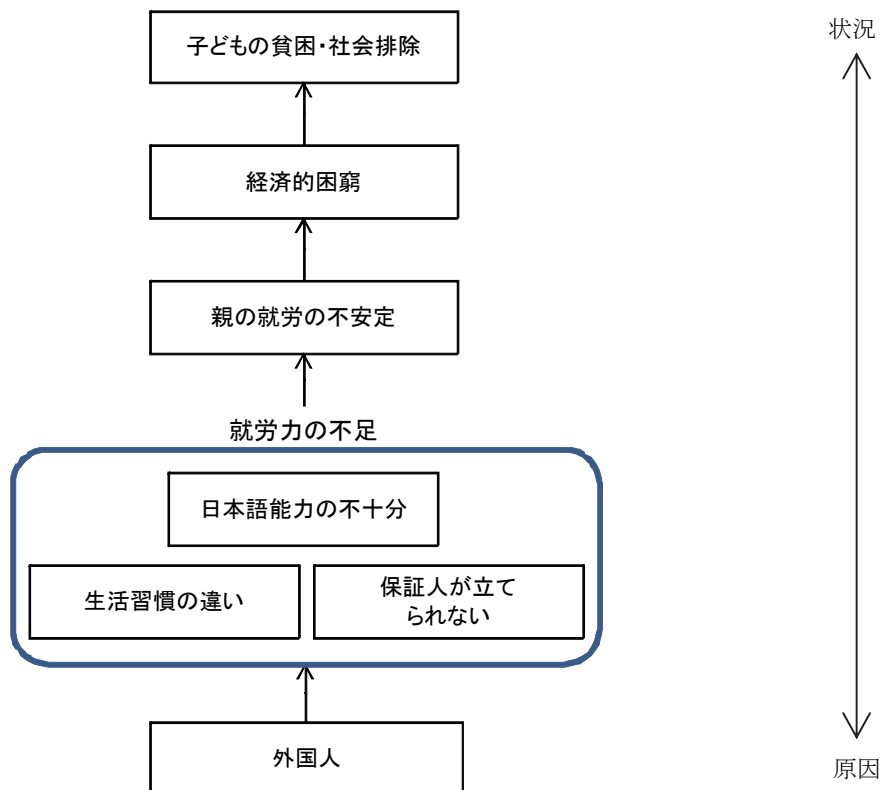 子どもの貧困・社会排除
状況
経済的困窮
親の就労の不安定
就労力の不足
日本語能力の不十分
生活習慣の違い
保証人が立て
られない
外国人
原因